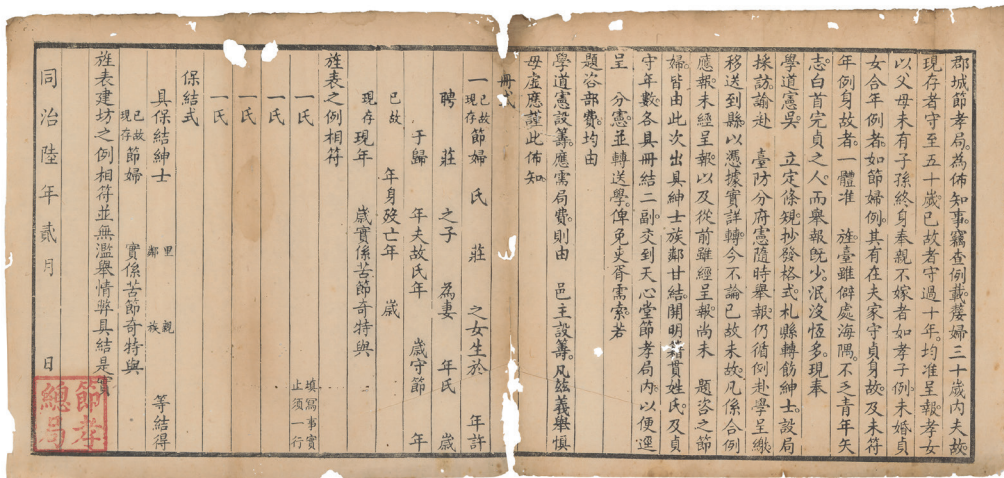 郡城節孝局為佈知事竊查例載嫠婦三十歲內夫故
現存者守至五十歲已故者守過十年均准呈報孝女
以父母未有子孫終身奉親不嫁者如孝子例未婚貞
女合年例者如節婦例其有在夫家守貞身故及未符
年例身故者一體准　旌臺雖僻處海隅不乏青年矢
志白首完貞之人而舉報旣少泯沒恆多現奉
學道憲吳　立定條規抄發格式札縣轉飭紳士設局
採訪諭赴　臺防分府憲隨時舉報仍循例赴學呈繳
移送到縣以憑據實詳轉今不論已故未故凡係合例
應報未經呈報以及從前雖經呈報尚未　題咨之節
婦皆由此次出具紳士族鄰甘結開明籍貫姓氏及貞
守年數各具冊結二副交到天心堂節孝局內以便逕
呈　分憲並轉送學俾免吏胥需索若
題咨部費均由
學道憲設籌應需局費則由　邑主設籌凡茲義舉慎
毋虛應謹此佈知
冊式
一已故現存節婦　氏　莊　之女生於　年許
聘　莊　之子　為妻　年氏　歲
于歸　年夫故氏年　歲守節　年
已故　年身歿亡年　歲
現存現年　歲實係苦節奇特與
旌表之例相符
一氏　填寫事實
止須一行
一氏
一氏
一氏
保結式
具保結紳士　里鄰　親族　等結得
已故現存節婦　實係苦節奇特與
旌表建坊之例相符並無濫舉情弊具結是實
同治陸年貳月　日
節孝
總局